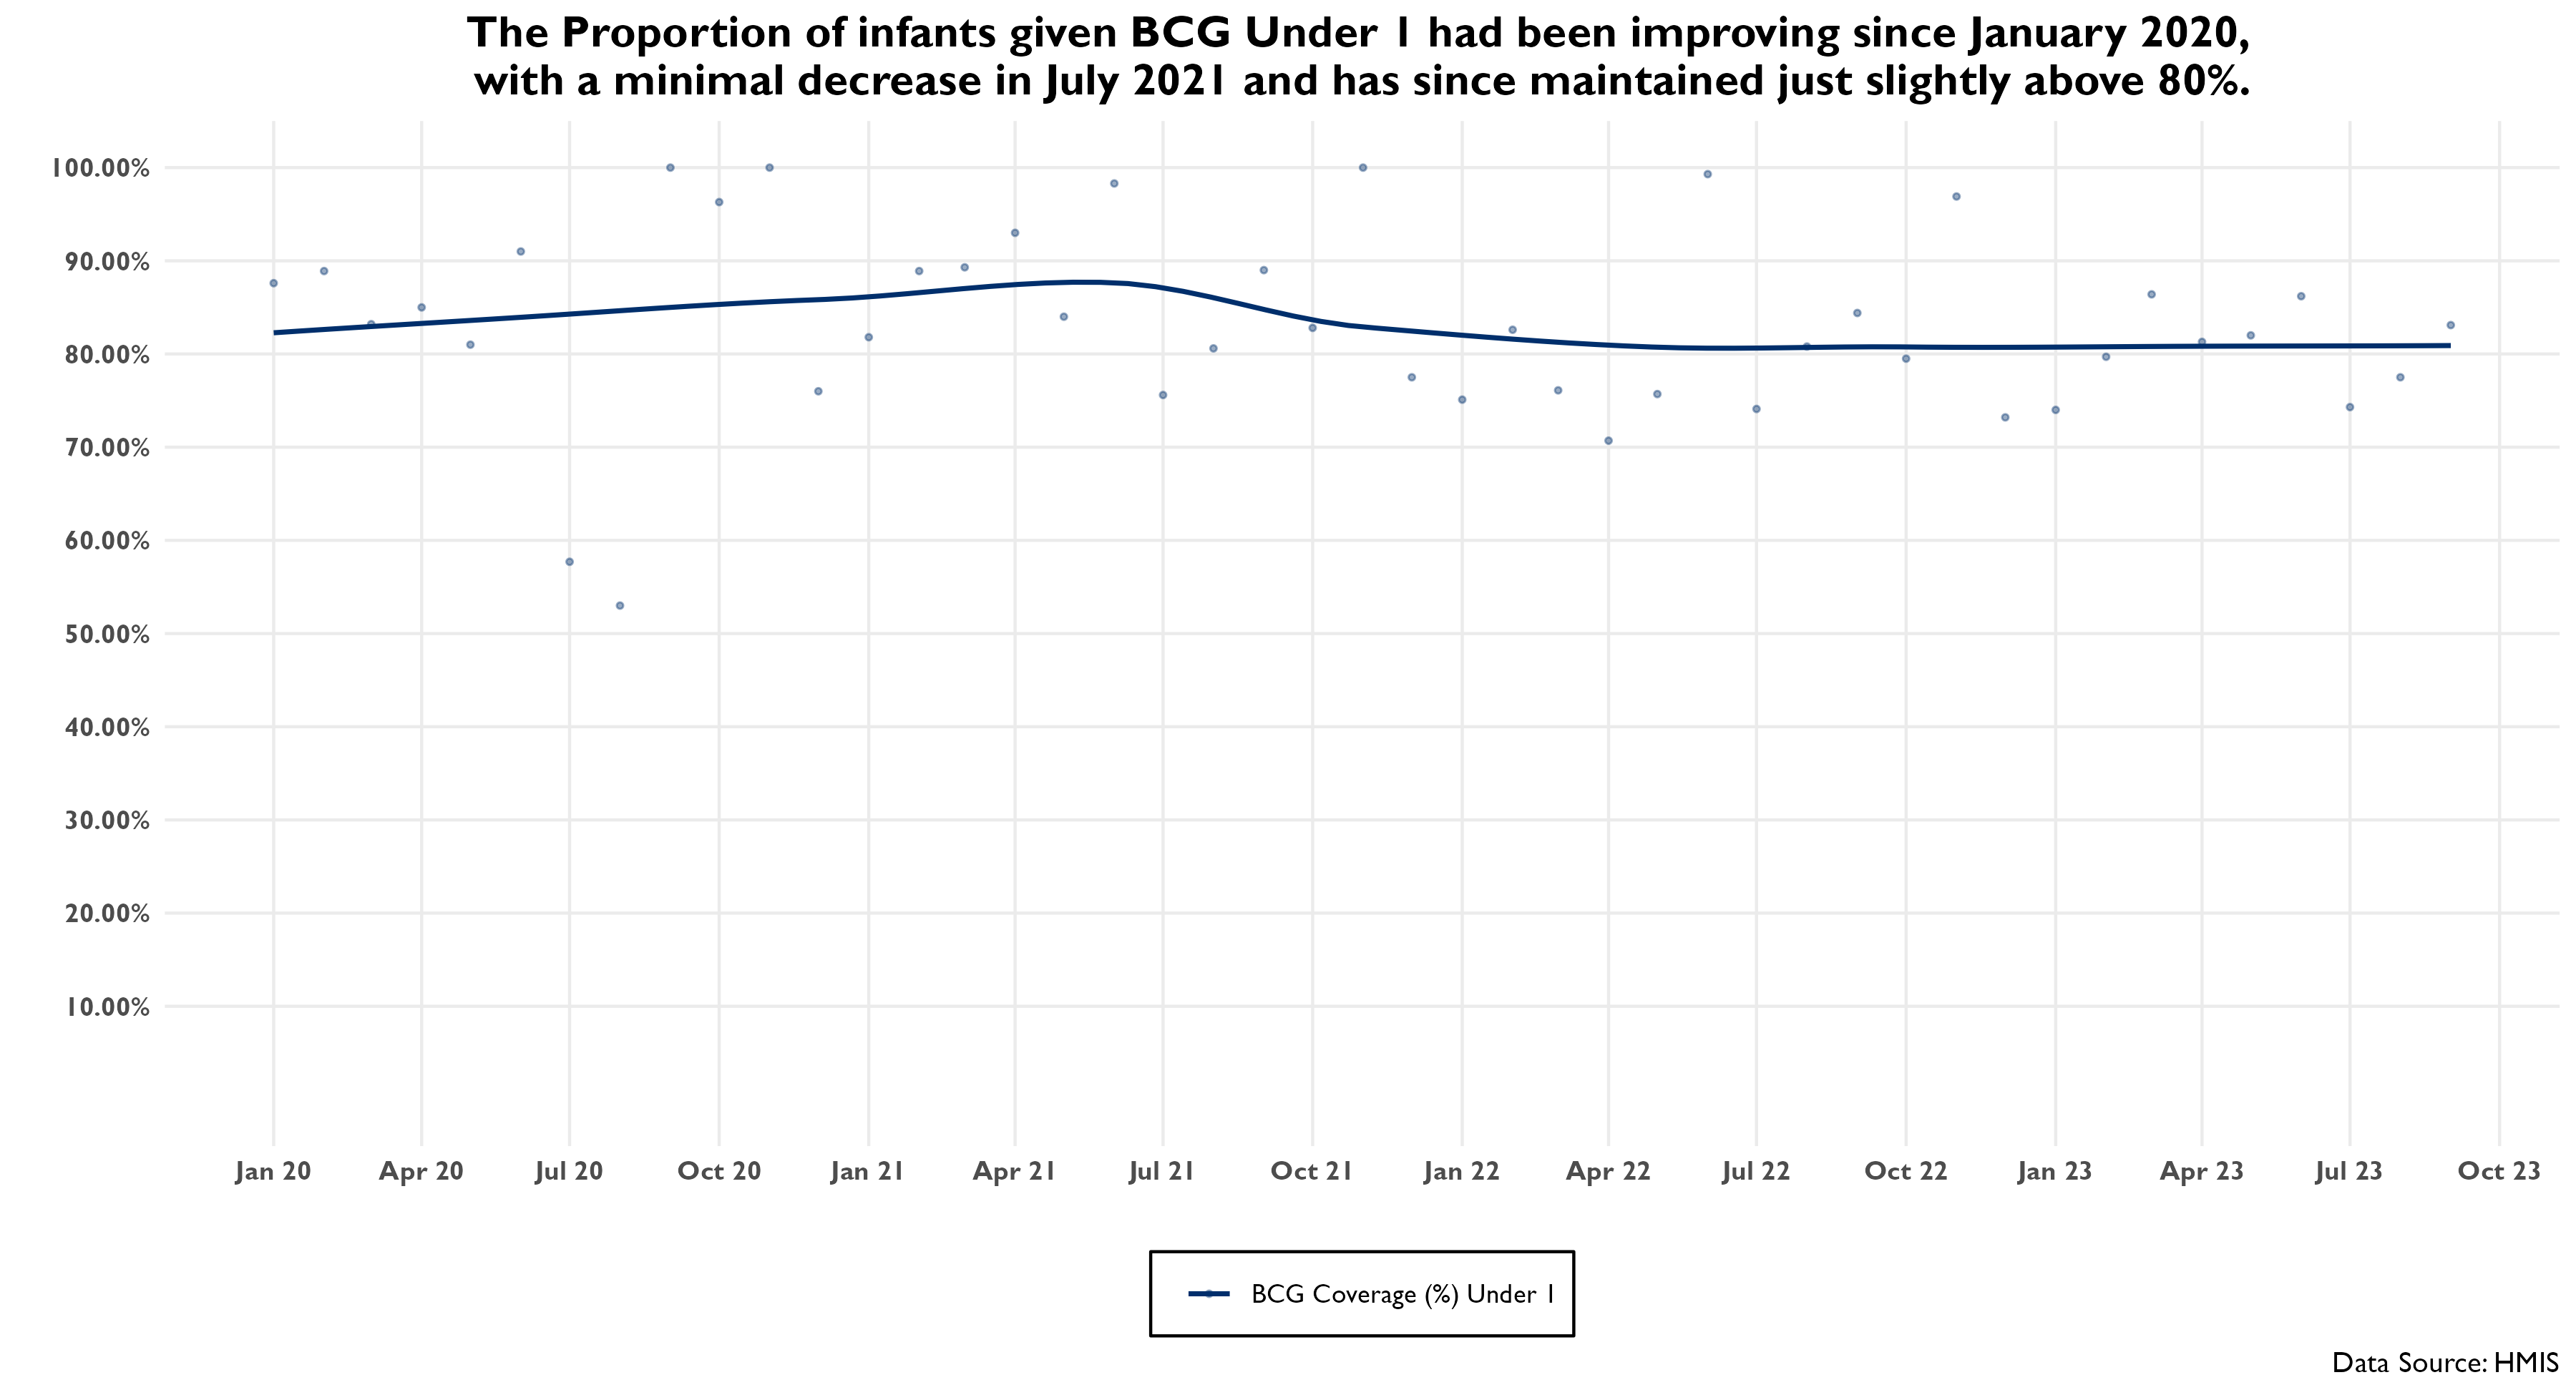 The Proportion of infants given BCG Under 1 had been improving since January 2020,
with a minimal decrease in July 2021 and has since maintained just slightly above 80%.
100.00%
90.00%
80.00%
70.00%
60.00%
50.00%
40.00%
30.00%
20.00%
10.00%
Jan 20 Apr 20 Jul 20 Oct 20 Jan 21 Apr 21 Jul 21 Oct 21 Jan 22 Apr 22 Jul 22 Oct 22 Jan 23 Apr 23 Jul 23 Oct 23
BCG Coverage (%) Under 1
Data Source: HMIS